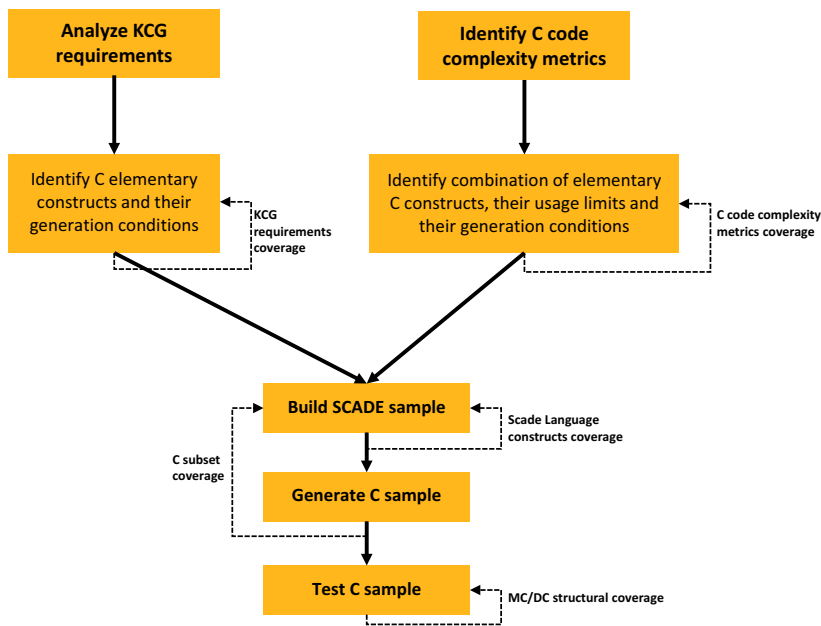 Analyze KCG
requirements
Identify C code
complexity metrics
Identify C elementary
constructs and their
generation conditions
KCG
requirements
coverage
Identify combination of elementary
C constructs, their usage limits and
their generation conditions
C code complexity
metrics coverage
Build SCADE sample
Scade Language
constructs coverage
C subset
coverage
Generate C sample
Test C sample
MC/DC structural coverage